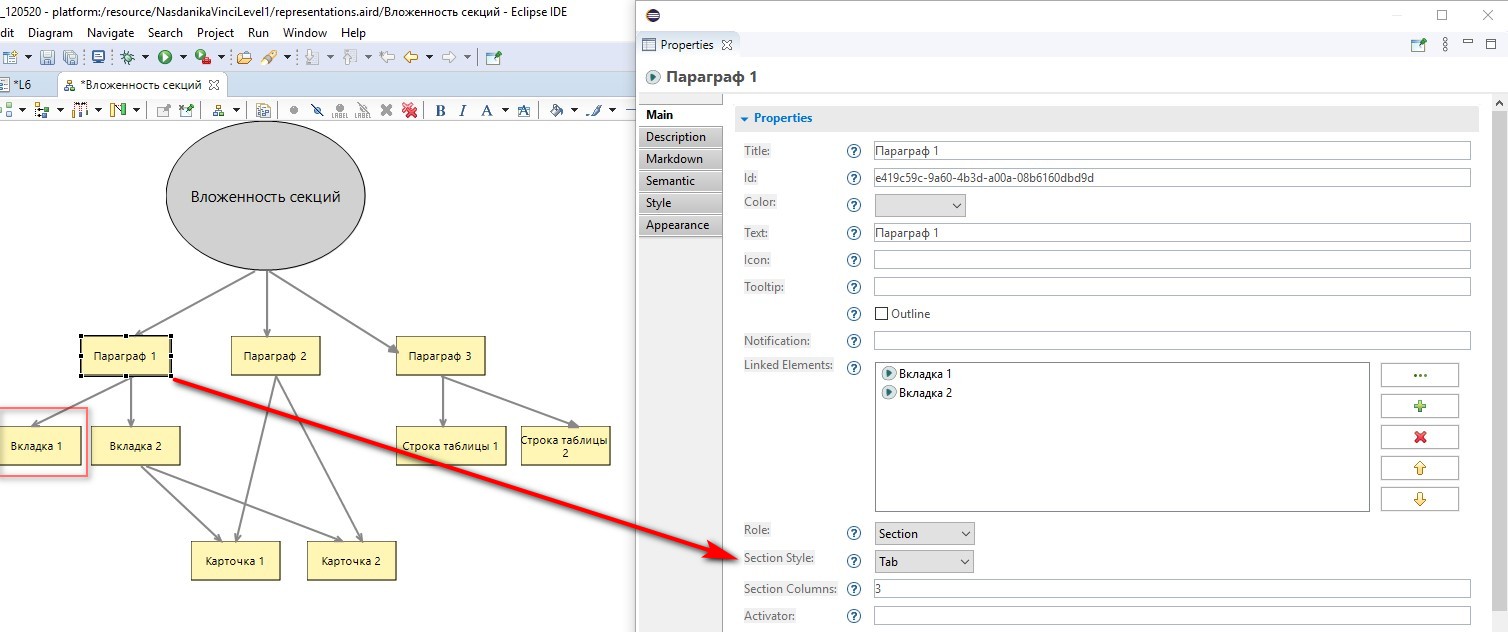 _120520 - platform:/resource/NasdanikaVinciLevel1/representations.aird/Вложенность секций - Eclipse IDE
dit Diagram Navigate Search Project Run Window Help
*L6
*Вложенность секций
LABEL LABEL
B I A A
Вложенность секций
Параграф 1
Параграф 2
Параграф 3
Вкладка 1
Вкладка 2
Строка таблицы 1
Строка таблицы
2
Карточка 1
Карточка 2
Properties
Параграф 1
Main
Description
Markdown
Semantic
Style
Appearance
Properties
Title: Параграф 1
Id: e419c59c-9a60-4b3d-a00a-08b6160dbd9d
Color:
Text: Параграф 1
Icon:
Tooltip:
Outline
Notification:
Linked Elements:
Вкладка 1
Вкладка 2
Role: Section
Section Style: Tab
Section Columns: 3
Activator: